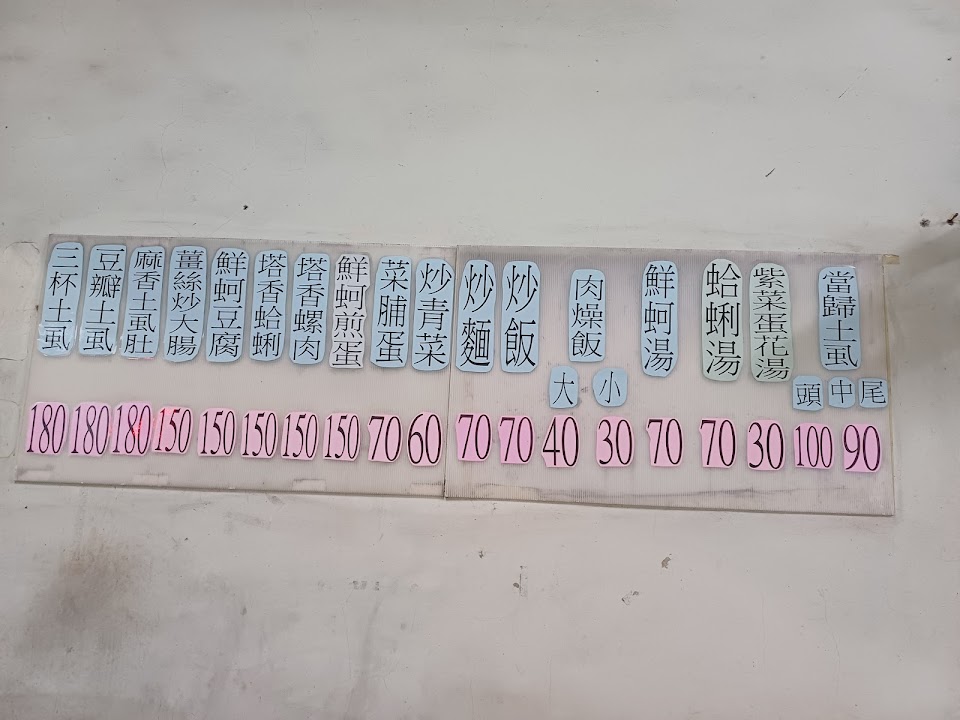 三杯土虱
豆瓣土虱
麻香土虱肚
薑絲炒大腸
鮮蚵豆腐
塔香蛤蜊
塔香螺肉
鮮蚵煎蛋
菜脯蛋
炒青菜
炒麵
炒飯
肉燥飯
大 小
鮮蚵湯
蛤蜊湯
紫菜蛋花湯
當歸土虱
頭 中 尾
180 180 180 150 150 150 150 150 70 60 70 70 40 30 70 70 30 100 90